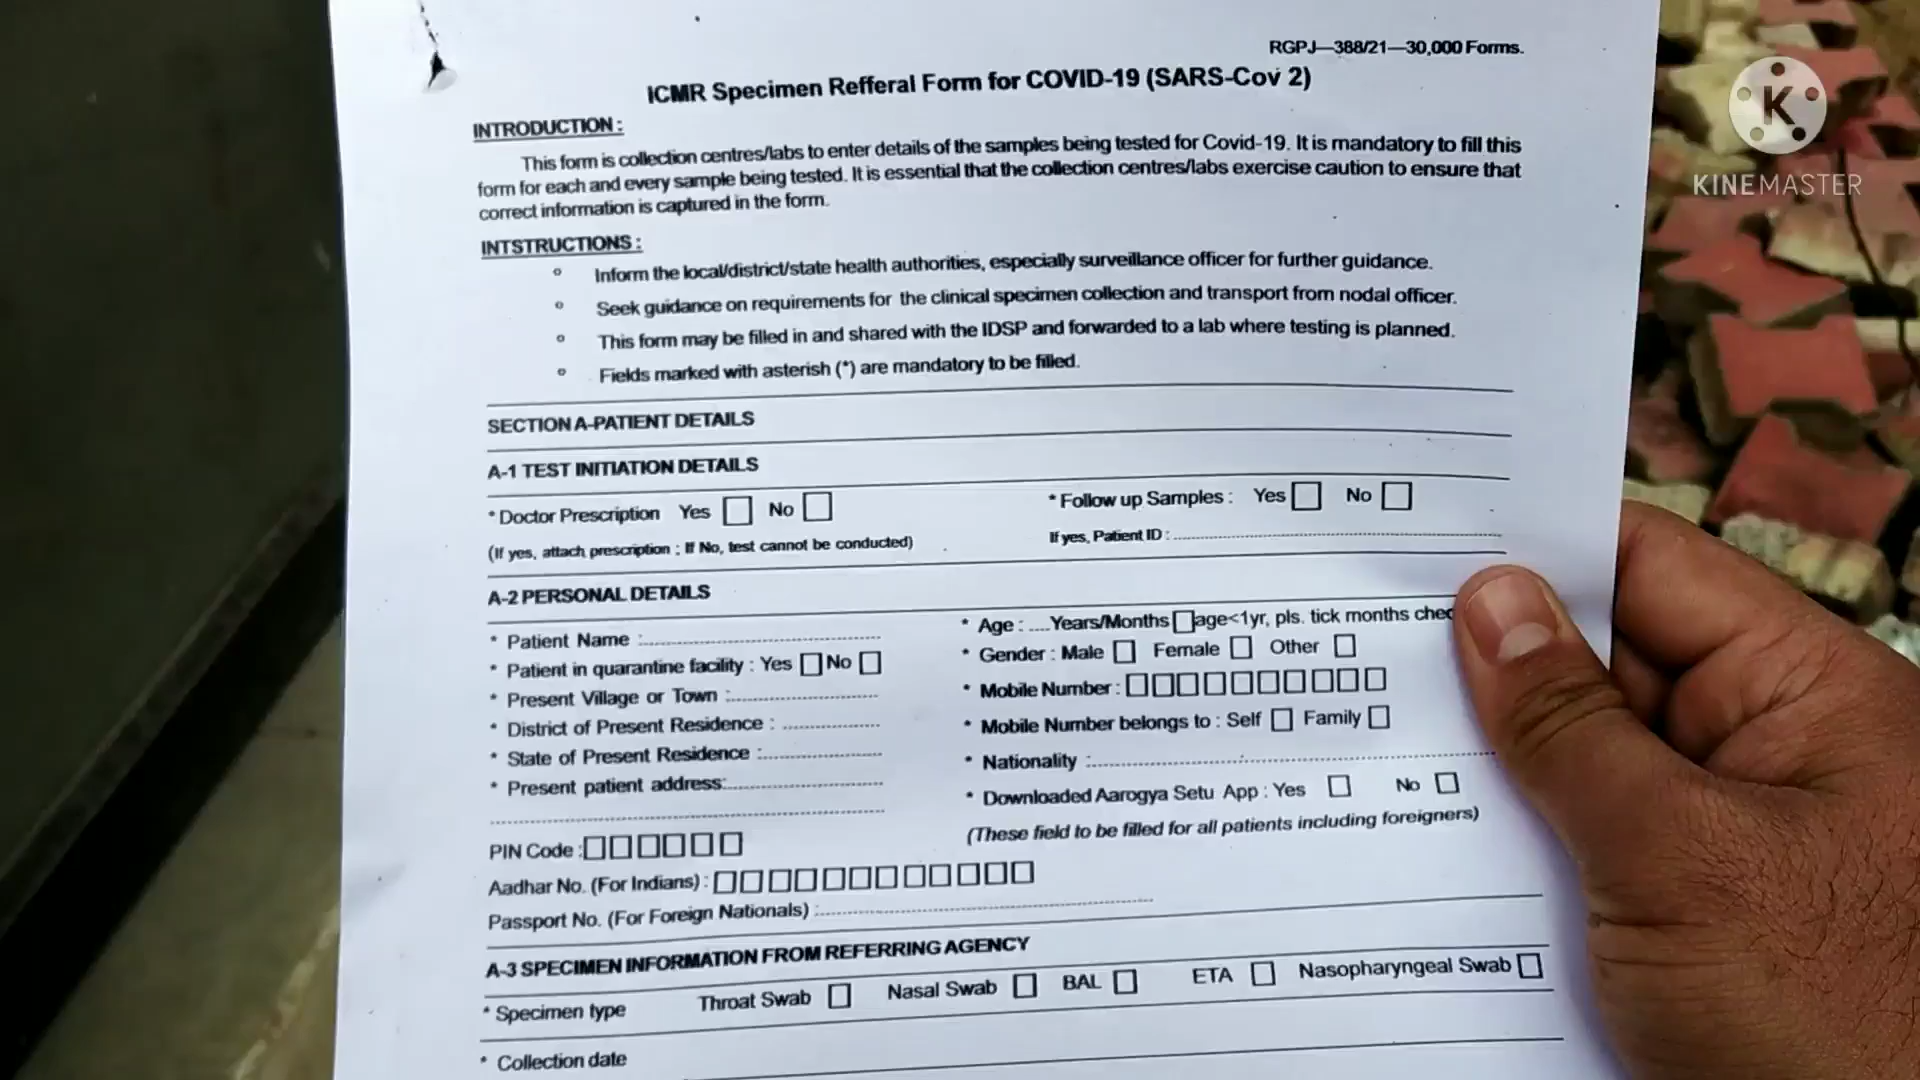 RGPJ—388/21—30,000 Forms.
ICMR Specimen Refferal Form for COVID-19 (SARS-Cov 2)
INTRODUCTION :
This form is collection centres/labs to enter details of the samples being tested for Covid-19. It is mandatory to fill this
form for each and every sample being tested. It is essential that the collection centres/labs exercise caution to ensure that
correct information is captured in the form.
INTSTRUCTIONS :
Inform the local/district/state health authorities, especially surveillance officer for further guidance.
Seek guidance on requirements for the clinical specimen collection and transport from nodal officer.
This form may be filled in and shared with the IDSP and forwarded to a lab where testing is planned.
Fields marked with asterish (*) are mandatory to be filled.
SECTION A-PATIENT DETAILS
A-1 TEST INITIATION DETAILS
* Doctor Prescription Yes No * Follow up Samples : Yes No
(If yes, attach prescription ; If No, test cannot be conducted) If yes, Patient ID :
A-2 PERSONAL DETAILS
* Patient Name : * Age : ....Years/Months age<1yr, pls. tick months chec
* Patient in quarantine facility : Yes No * Gender : Male Female Other
* Present Village or Town : * Mobile Number :
* District of Present Residence : * Mobile Number belongs to : Self Family
* State of Present Residence : * Nationality :
* Present patient address: * Downloaded Aarogya Setu App : Yes No
(These field to be filled for all patients including foreigners)
PIN Code :
Aadhar No. (For Indians) :
Passport No. (For Foreign Nationals) :
A-3 SPECIMEN INFORMATION FROM REFERRING AGENCY
* Specimen type Throat Swab Nasal Swab BAL ETA Nasopharyngeal Swab
* Collection date
K
KINEMASTER